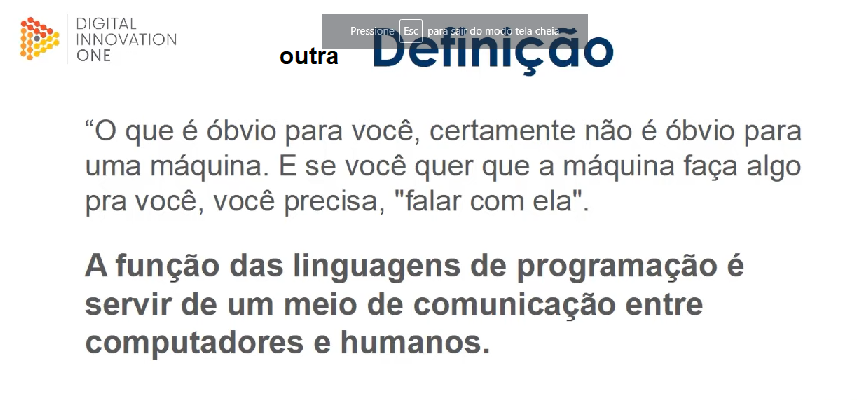 DIGITAL
INNOVATION
ONE
Pressione Esc para sair do modo tela cheia
outra Definição
“O que é óbvio para você, certamente não é óbvio para
uma máquina. E se você quer que a máquina faça algo
pra você, você precisa, "falar com ela".
A função das linguagens de programação é
servir de um meio de comunicação entre
computadores e humanos.